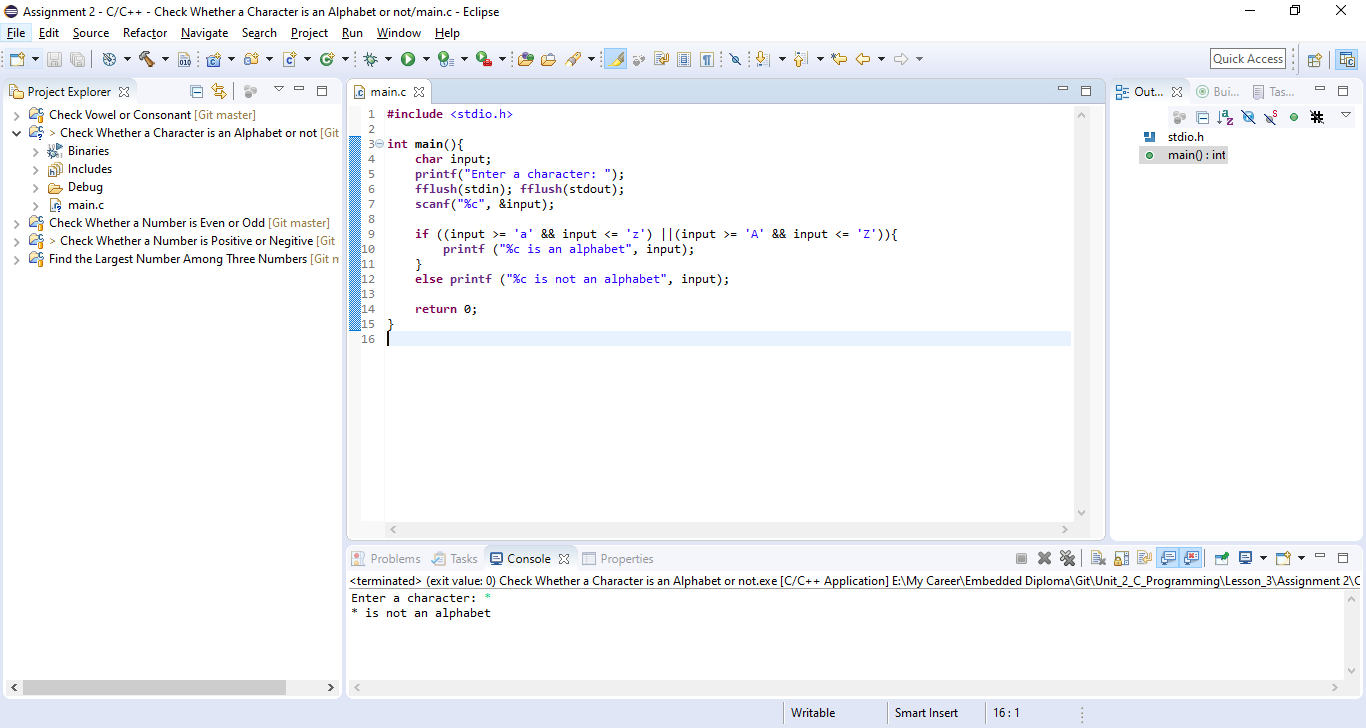 Assignment 2 - C/C++ - Check Whether a Character is an Alphabet or not/main.c - Eclipse
File Edit Source Refactor Navigate Search Project Run Window Help
Quick Access
Project Explorer
Check Vowel or Consonant [Git master]
> Check Whether a Character is an Alphabet or not [Git
Binaries
Includes
Debug
main.c
Check Whether a Number is Even or Odd [Git master]
> Check Whether a Number is Positive or Negitive [Git
Find the Largest Number Among Three Numbers [Git m
main.c
1 #include <stdio.h>
2
3 int main(){
4 char input;
5 printf("Enter a character: ");
6 fflush(stdin); fflush(stdout);
7 scanf("%c", &input);
8
9 if ((input >= 'a' && input <= 'z') ||(input >= 'A' && input <= 'Z')){
10 printf ("%c is an alphabet", input);
11 }
12 else printf ("%c is not an alphabet", input);
13
14 return 0;
15 }
16
Out... Bui... Tas...
stdio.h
main() : int
Problems Tasks Console Properties
<terminated> (exit value: 0) Check Whether a Character is an Alphabet or not.exe [C/C++ Application] E:\My Career\Embedded Diploma\Git\Unit_2_C_Programming\Lesson_3\Assignment 2\C
Enter a character: *
* is not an alphabet
Writable Smart Insert 16 : 1